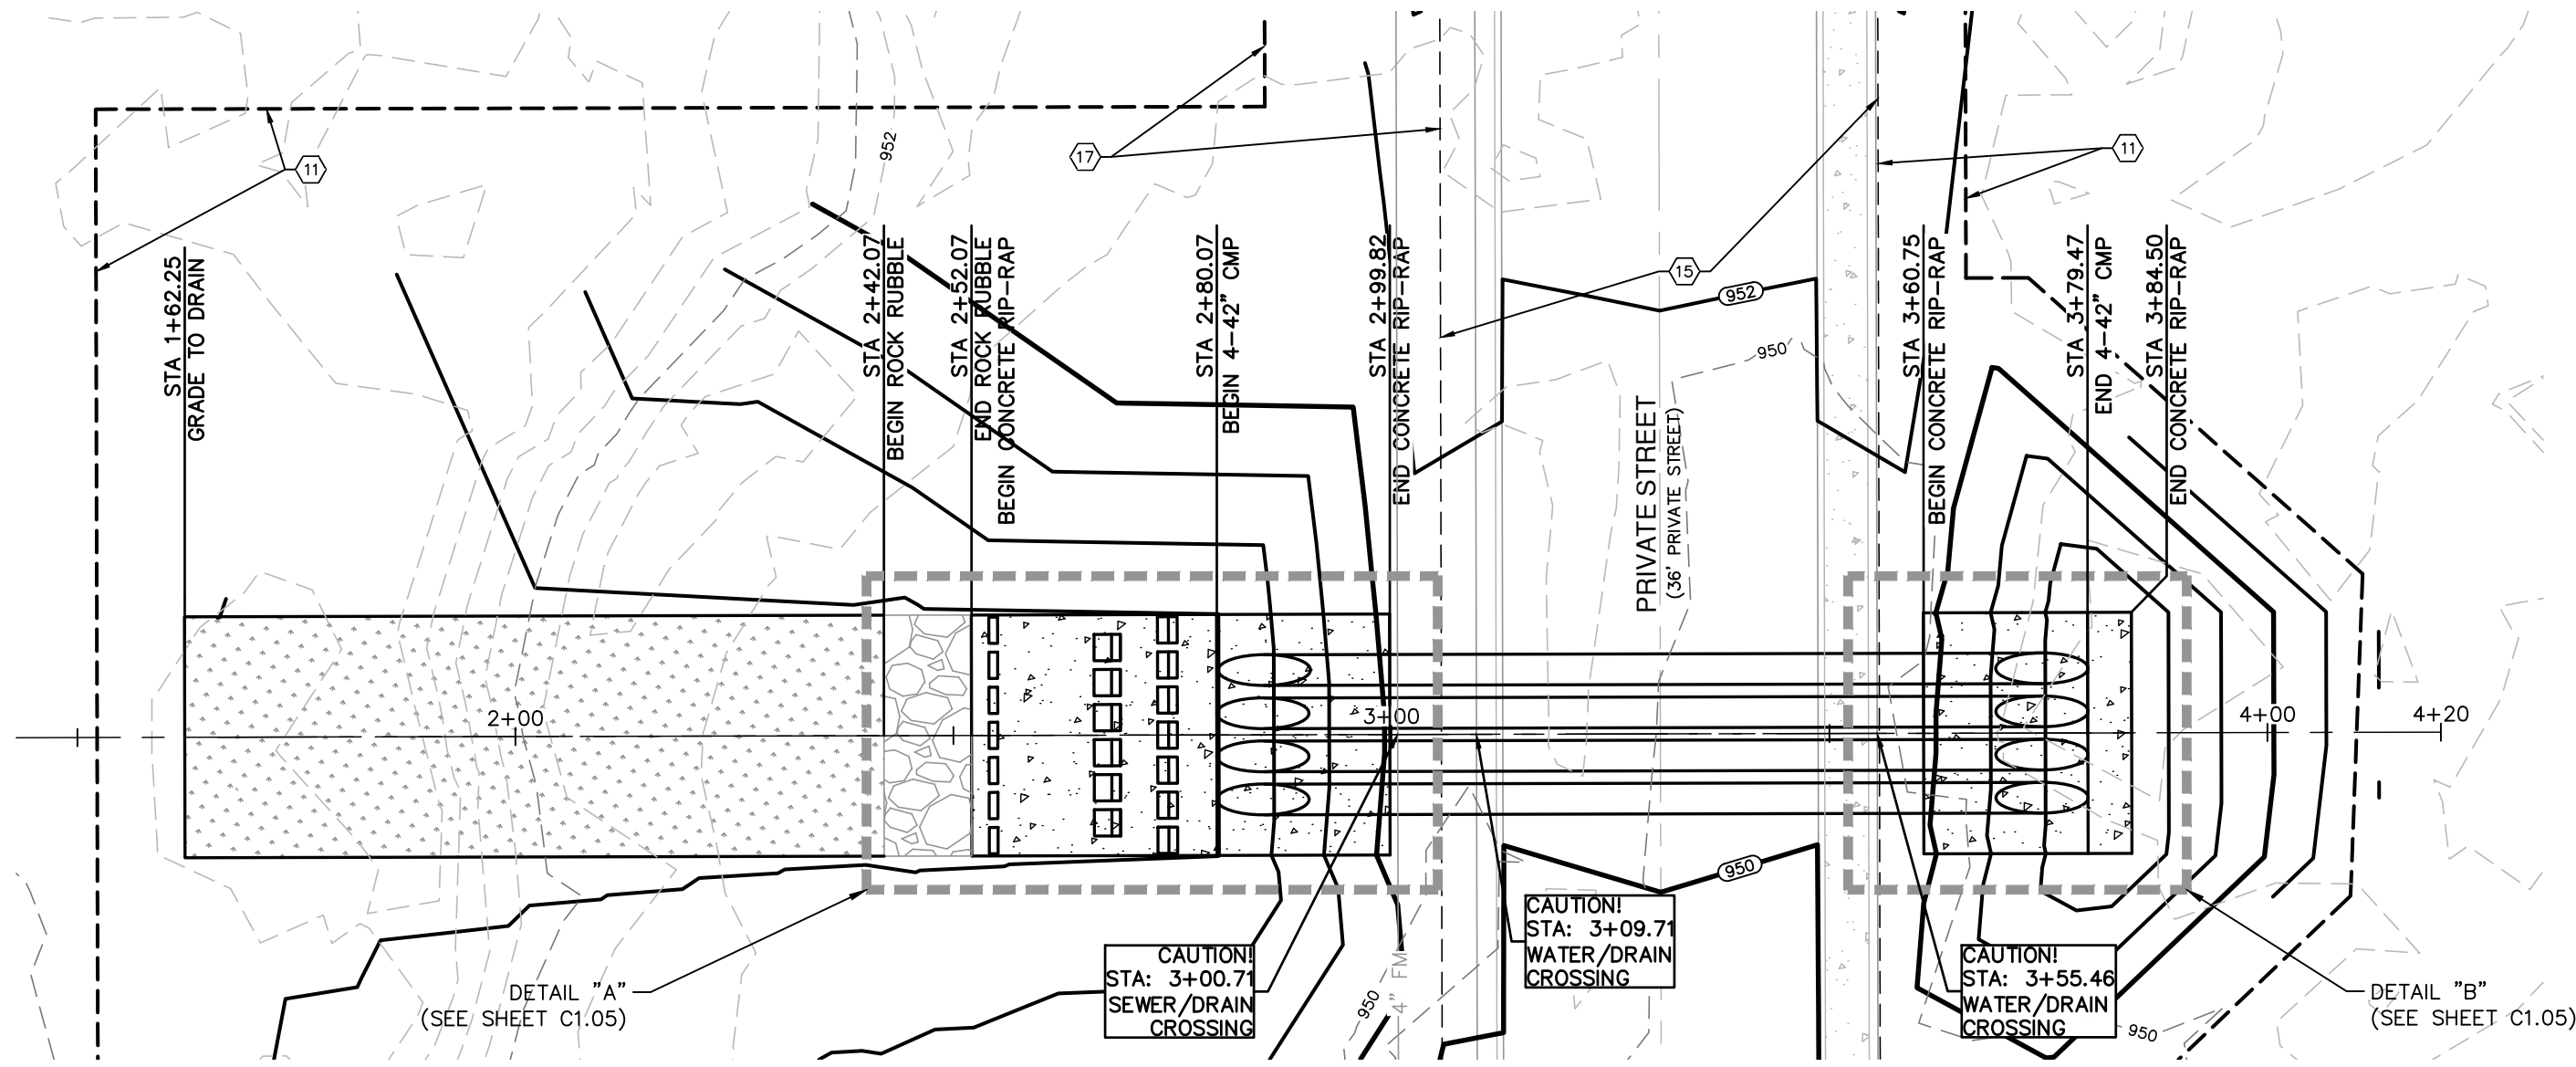 11
17
11
15
952
STA 1+62.25
GRADE TO DRAIN
STA 2+42.07
BEGIN ROCK RUBBLE
STA 2+52.07
END ROCK RUBBLE
BEGIN CONCRETE RIP-RAP
STA 2+80.07
BEGIN 4-42" CMP
STA 2+99.82
END CONCRETE RIP-RAP
952
950
PRIVATE STREET
(36' PRIVATE STREET)
STA 3+60.75
BEGIN CONCRETE RIP-RAP
STA 3+79.47
END 4-42" CMP
STA 3+84.50
END CONCRETE RIP-RAP
2+00
3+00
4+00
4+20
950
CAUTION!
STA: 3+09.71
WATER/DRAIN
CROSSING
CAUTION!
STA: 3+00.71
SEWER/DRAIN
CROSSING
CAUTION!
STA: 3+55.46
WATER/DRAIN
CROSSING
DETAIL "A"
(SEE SHEET C1.05)
950
4" FM
950
DETAIL "B"
(SEE SHEET C1.05)